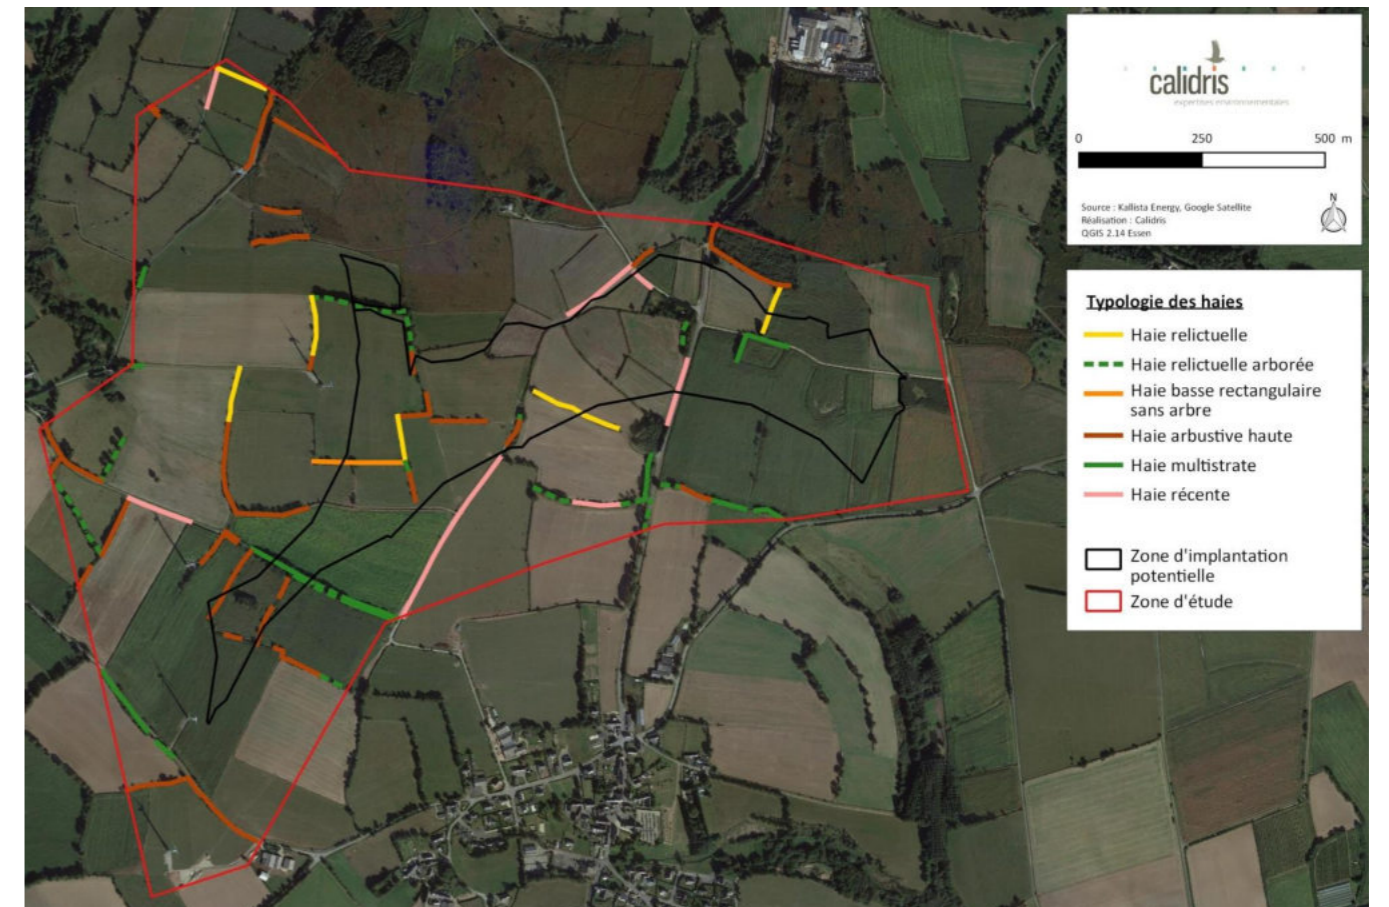 calidris
expertises environnementales
0 250 500 m
Source : Kallista Energy, Google Satellite
Réalisation : Calidris
QGIS 2.14 Essen
N
Typologie des haies
Haie relictuelle
Haie relictuelle arborée
Haie basse rectangulaire
sans arbre
Haie arbustive haute
Haie multistrate
Haie récente
Zone d'implantation
potentielle
Zone d'étude